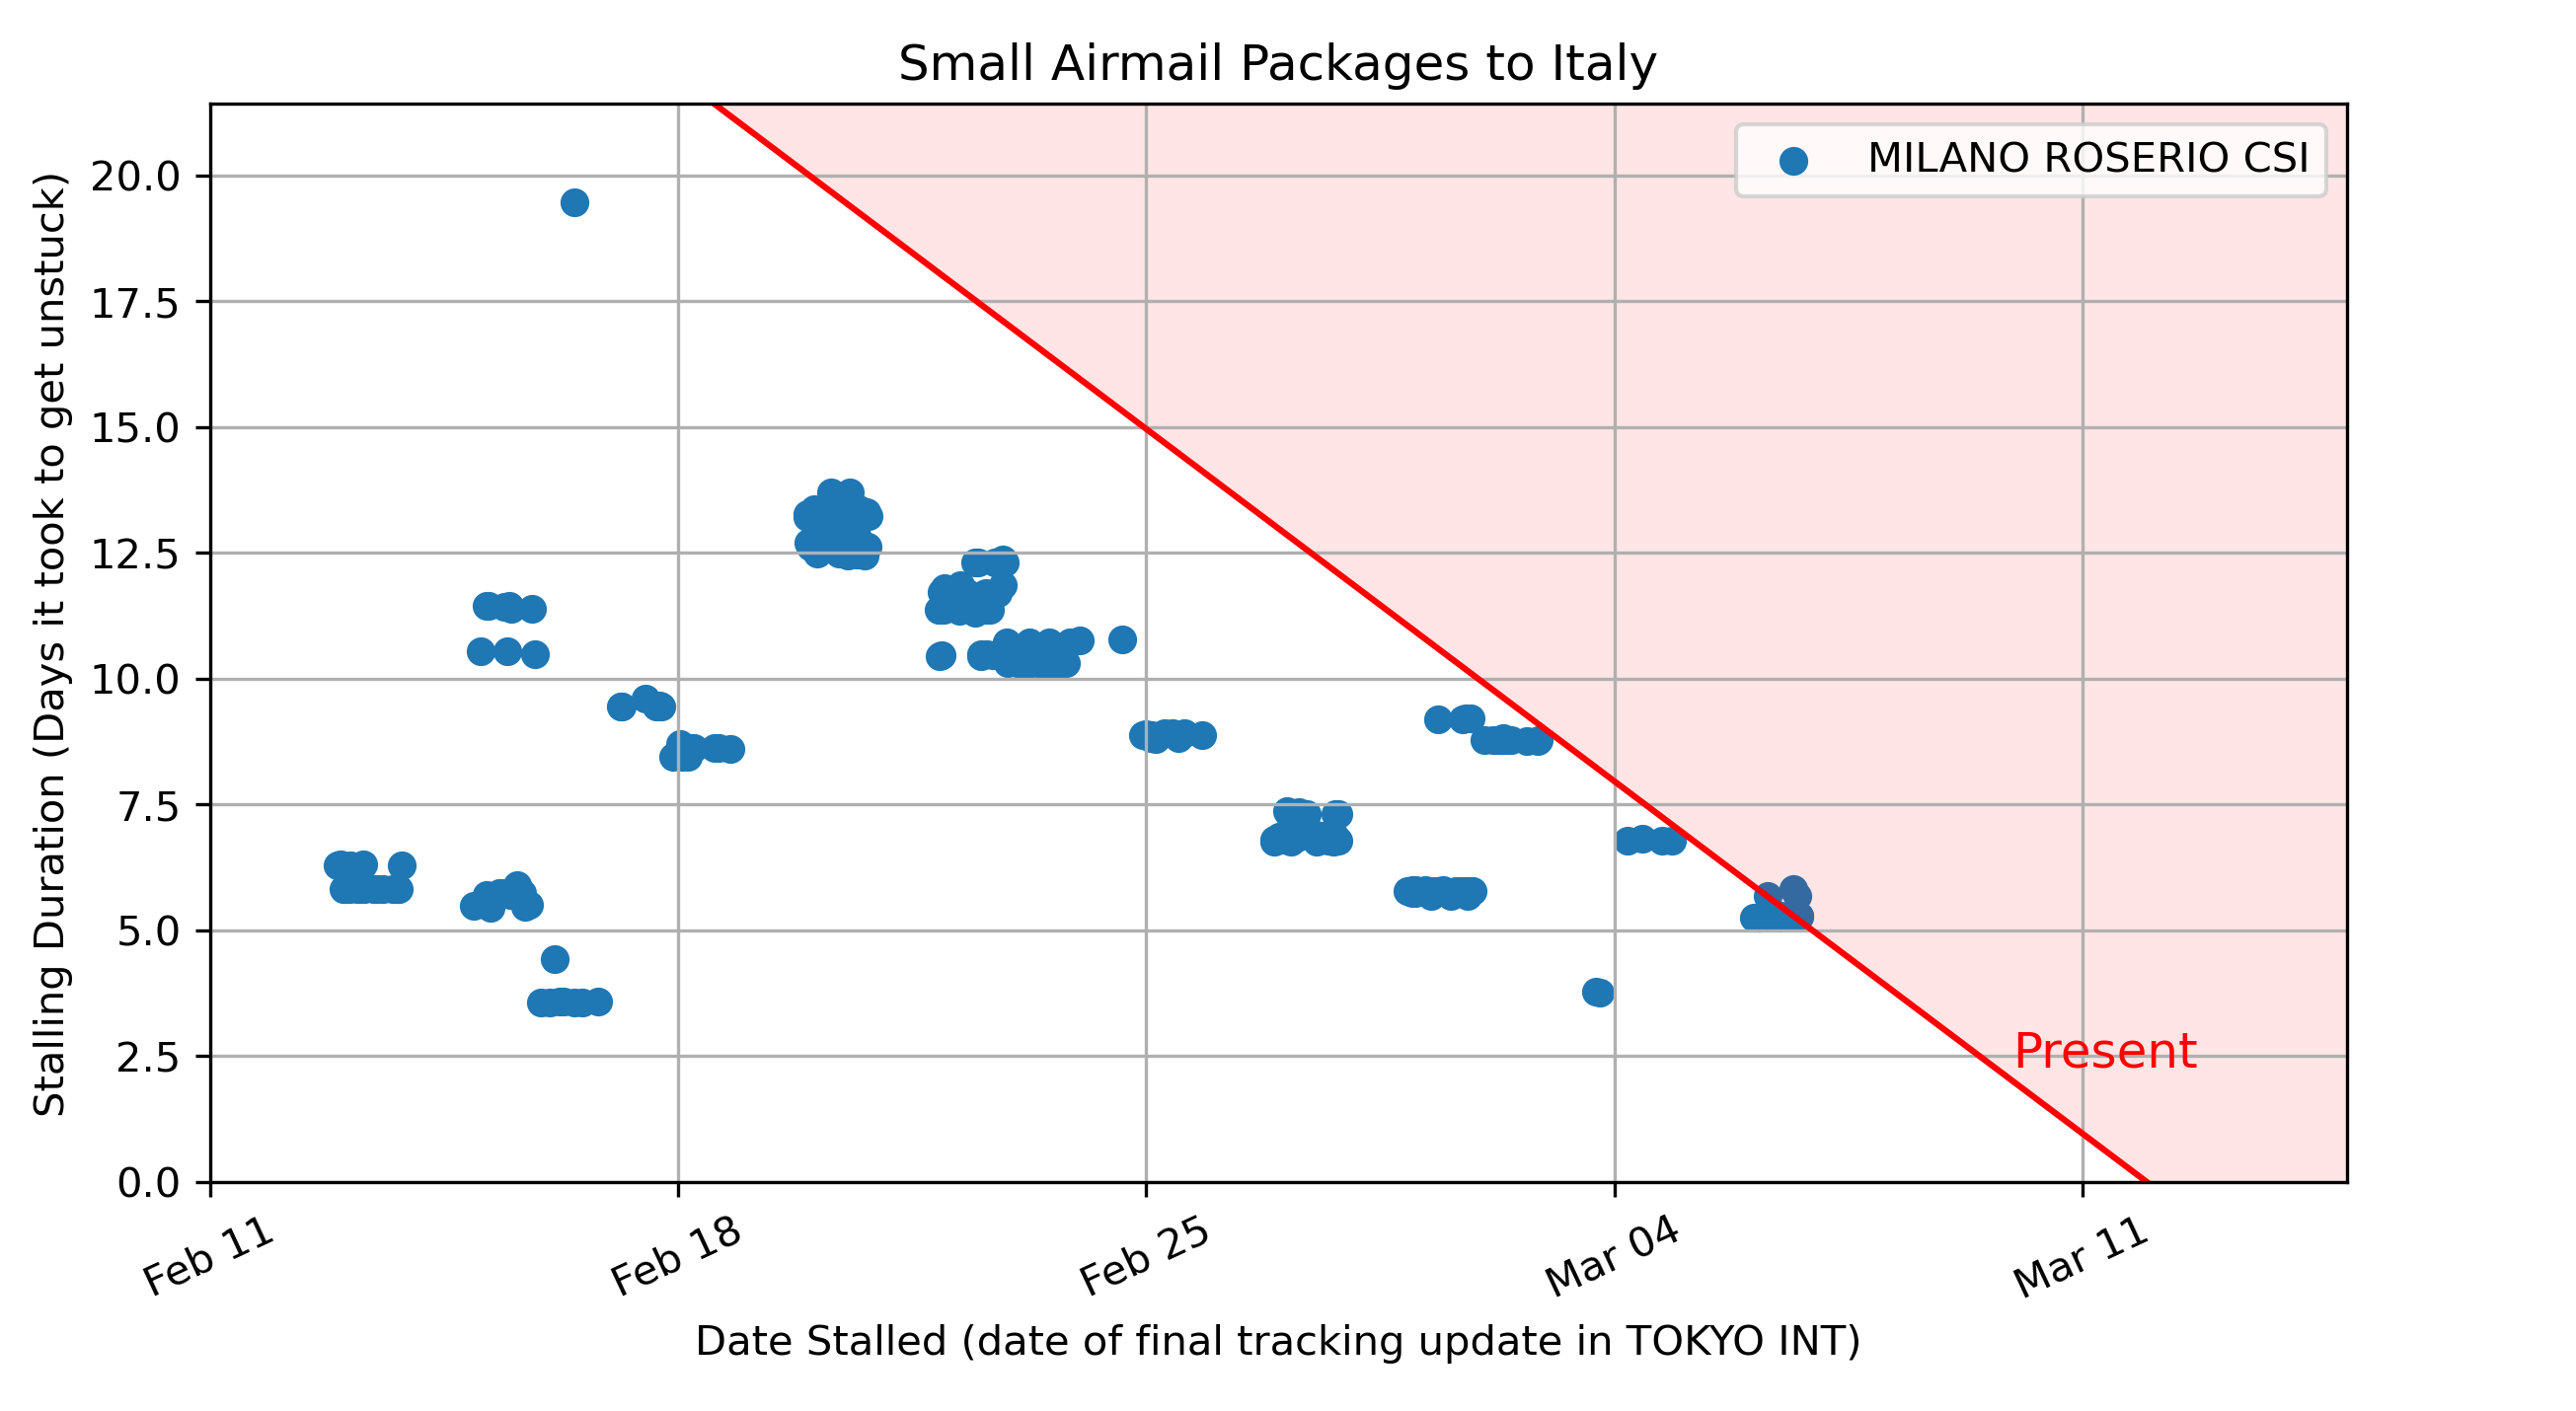 Small Airmail Packages to Italy
MILANO ROSERIO CSI
Stalling Duration (Days it took to get unstuck)
20.0
17.5
15.0
12.5
10.0
7.5
5.0
2.5
0.0
Present
Feb 11
Feb 18
Feb 25
Mar 04
Mar 11
Date Stalled (date of final tracking update in TOKYO INT)